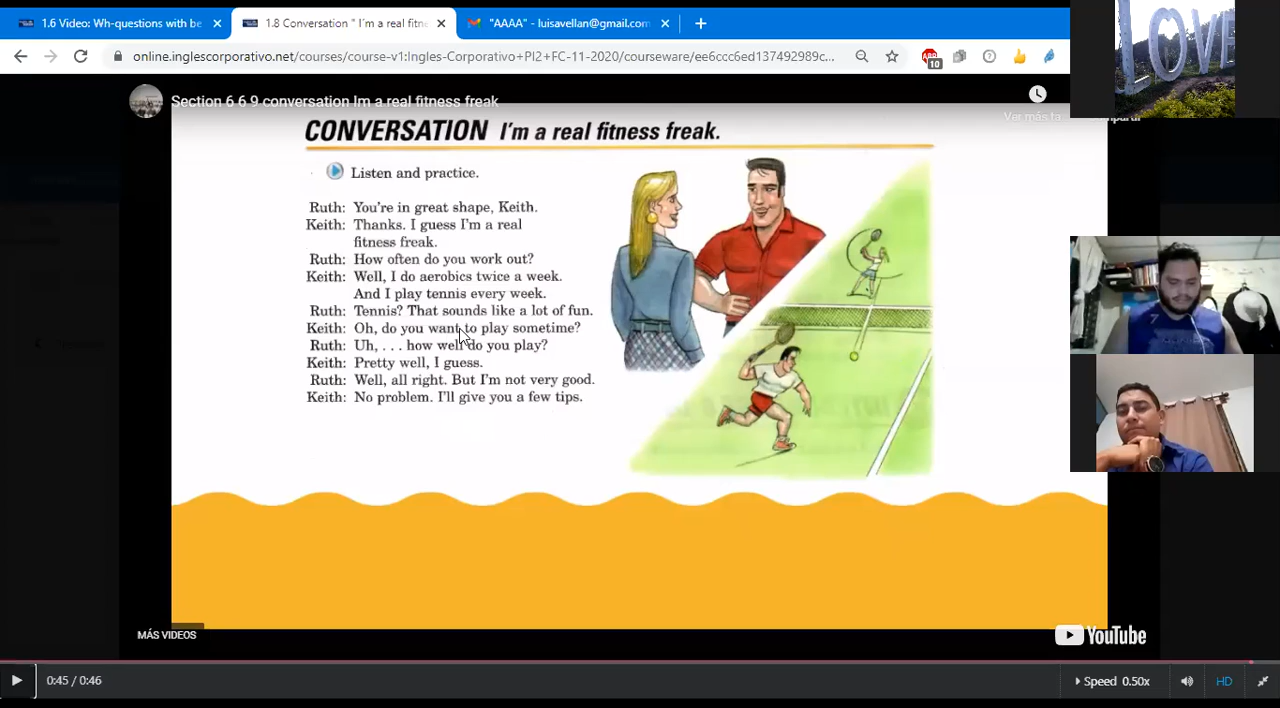 1.6 Video: Wh-questions with be
1.8 Conversation " I´m a real fitne
"AAAA" - luisavellan@gmail.com
online.inglescorporativo.net/courses/course-v1:Ingles-Corporativo+PI2+FC-11-2020/courseware/ee6ccc6ed137492989c...
10
LOVE
Section 6 6 9 conversation Im a real fitness freak
Ver más ta
CONVERSATION I'm a real fitness freak.
Listen and practice.
Ruth: You're in great shape, Keith.
Keith: Thanks. I guess I'm a real
fitness freak.
Ruth: How often do you work out?
Keith: Well, I do aerobics twice a week.
And I play tennis every week.
Ruth: Tennis? That sounds like a lot of fun.
Keith: Oh, do you want to play sometime?
Ruth: Uh, . . . how well do you play?
Keith: Pretty well, I guess.
Ruth: Well, all right. But I'm not very good.
Keith: No problem. I'll give you a few tips.
MÁS VIDEOS
YouTube
0:45 / 0:46
Speed 0.50x
HD